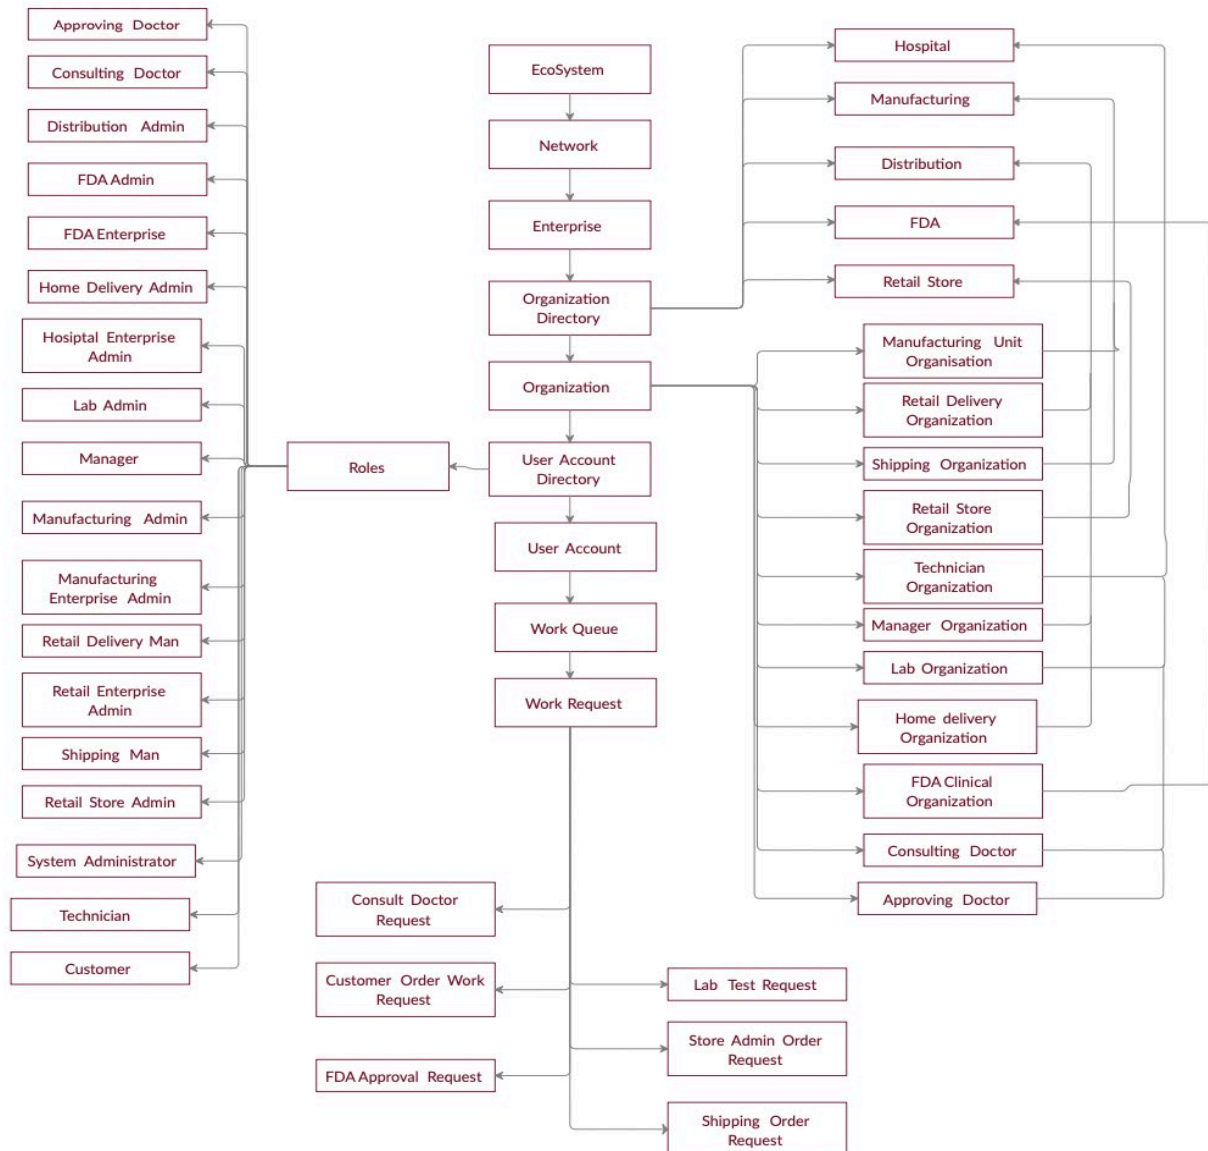 Approving Doctor
Consulting Doctor
Distribution Admin
FDA Admin
FDA Enterprise
Home Delivery Admin
Hosiptal Enterprise
Admin
Lab Admin
Manager
Manufacturing Admin
Manufacturing
Enterprise Admin
Retail Delivery Man
Retail Enterprise
Admin
Shipping Man
Retail Store Admin
System Administrator
Technician
Customer
Roles
EcoSystem
Network
Enterprise
Organization
Directory
Organization
User Account
Directory
User Account
Work Queue
Work Request
Consult Doctor
Request
Customer Order Work
Request
FDA Approval Request
Lab Test Request
Store Admin Order
Request
Shipping Order
Request
Hospital
Manufacturing
Distribution
FDA
Retail Store
Manufacturing Unit
Organisation
Retail Delivery
Organization
Shipping Organization
Retail Store
Organization
Technician
Organization
Manager Organization
Lab Organization
Home delivery
Organization
FDA Clinical
Organization
Consulting Doctor
Approving Doctor